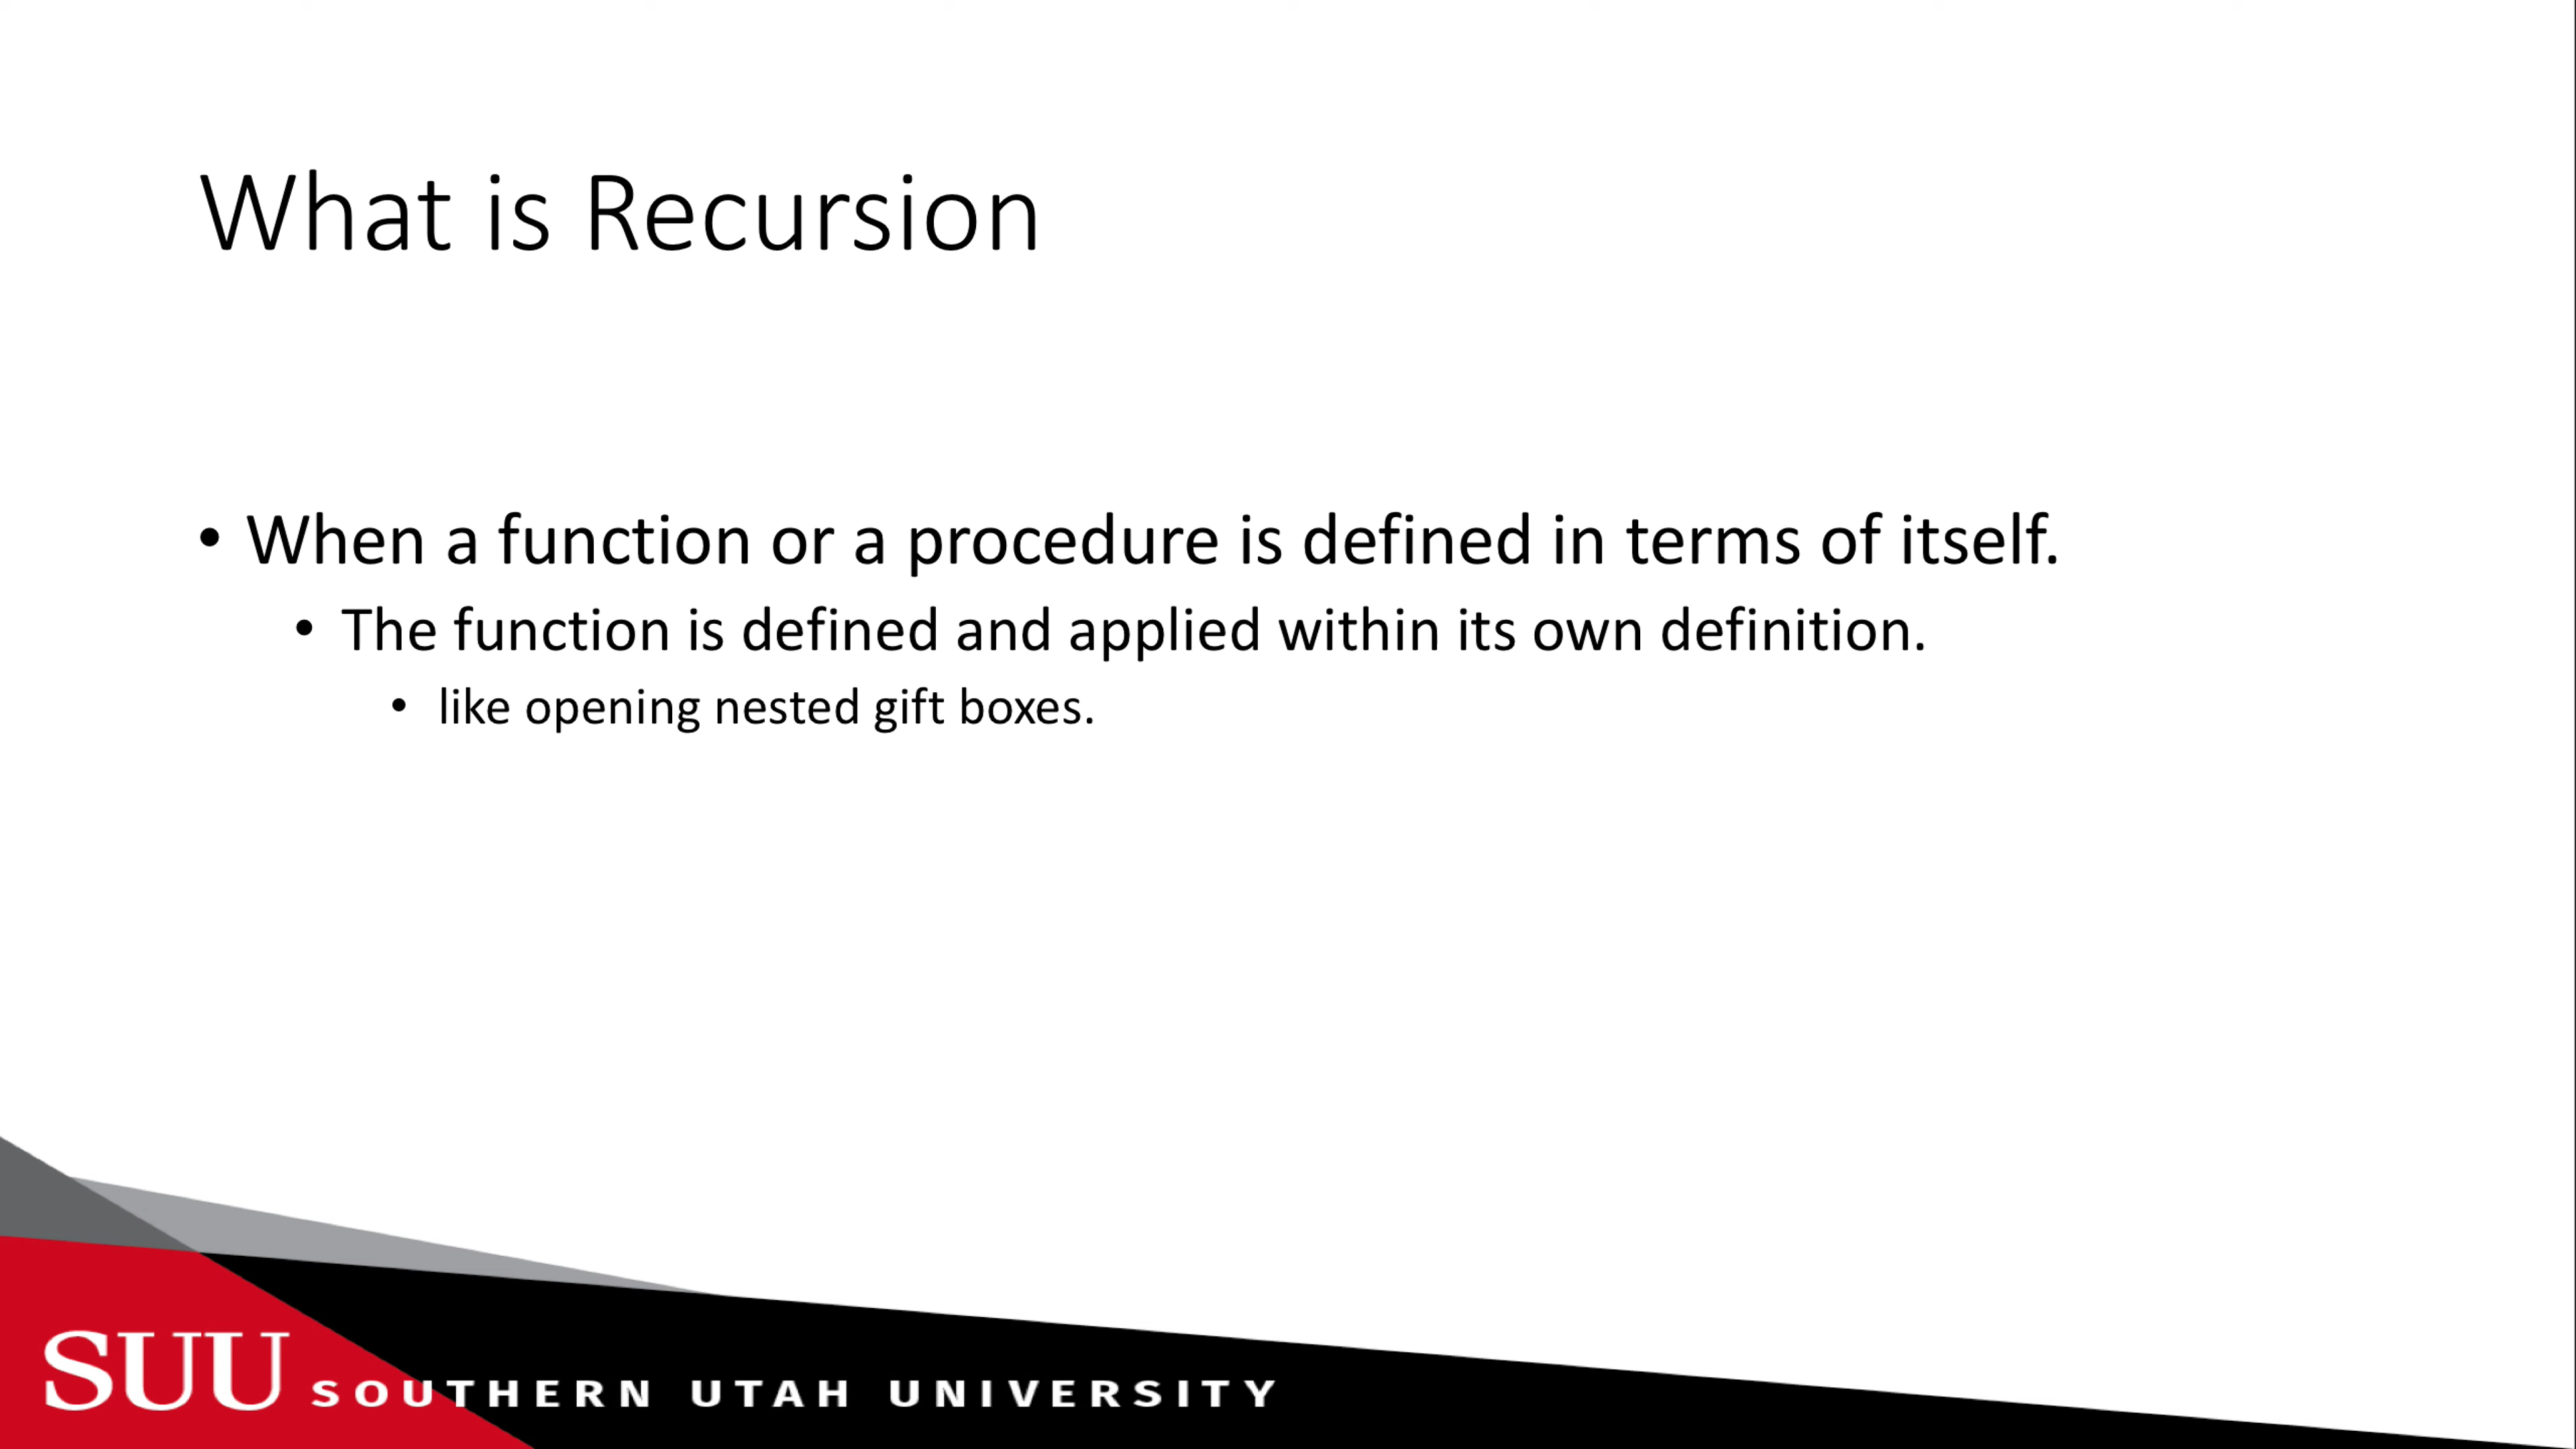 What is Recursion
• When a function or a procedure is defined in terms of itself.
• The function is defined and applied within its own definition.
• like opening nested gift boxes.
SUU SOUTHERN UTAH UNIVERSITY